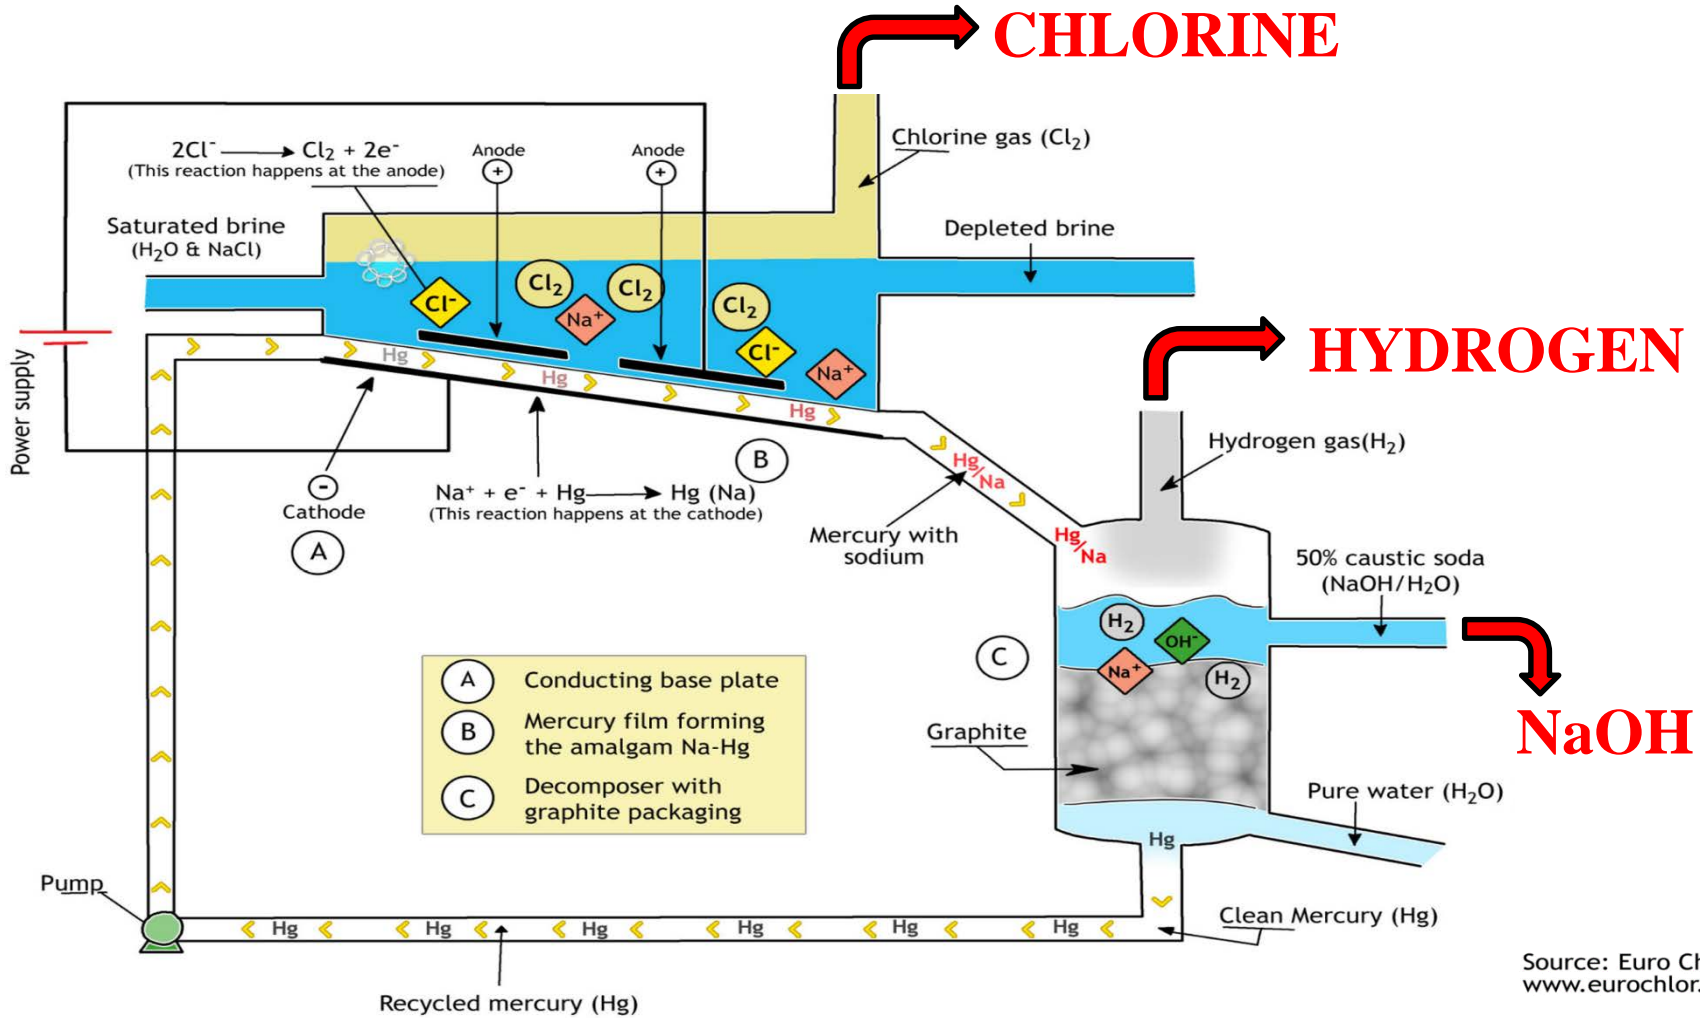 CHLORINE
2Cl⁻ → Cl₂ + 2e⁻
(This reaction happens at the anode)
Anode
+
Anode
+
Chlorine gas (Cl₂)
Saturated brine
(H₂O & NaCl)
Depleted brine
Cl⁻
Cl₂
Na⁺
Cl₂
Cl₂
Cl⁻
Na⁺
HYDROGEN
Power supply
Hg
Hg
Hg
Hydrogen gas(H₂)
B
Hg/Na
-
Cathode
A
Na⁺ + e⁻ + Hg → Hg (Na)
(This reaction happens at the cathode)
Mercury with
sodium
Hg/Na
50% caustic soda
(NaOH/H₂O)
H₂
OH⁻
Na⁺
H₂
C
NaOH
A Conducting base plate
B Mercury film forming
the amalgam Na-Hg
C Decomposer with
graphite packaging
Graphite
Pure water (H₂O)
Hg
Pump
Clean Mercury (Hg)
Hg Hg Hg Hg Hg Hg
Recycled mercury (Hg)
Source: Euro
www.eurochlor.